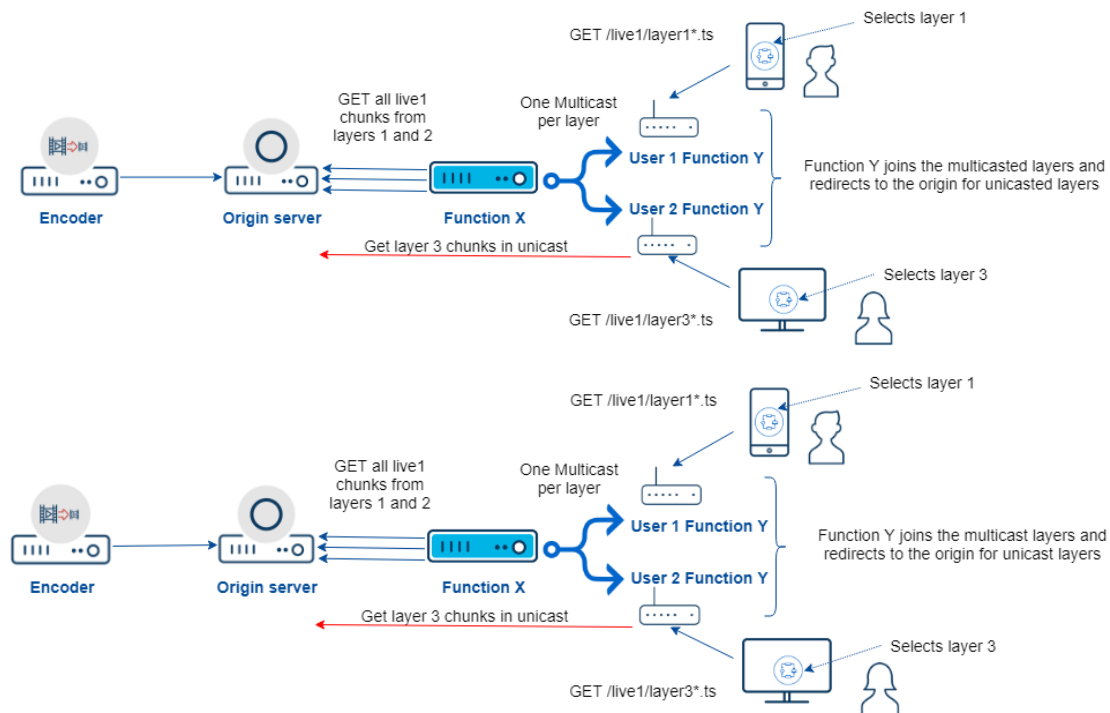 Selects layer 1
GET /live1/layer1*.ts
GET all live1
chunks from
layers 1 and 2
One Multicast
per layer
User 1 Function Y
Function Y joins the multicasted layers and
redirects to the origin for unicasted layers
User 2 Function Y
Encoder
Origin server
Function X
Get layer 3 chunks in unicast
Selects layer 3
GET /live1/layer3*.ts
Selects layer 1
GET /live1/layer1*.ts
GET all live1
chunks from
layers 1 and 2
One Multicast
per layer
User 1 Function Y
Function Y joins the multicast layers and
redirects to the origin for unicast layers
User 2 Function Y
Encoder
Origin server
Function X
Get layer 3 chunks in unicast
Selects layer 3
GET /live1/layer3*.ts